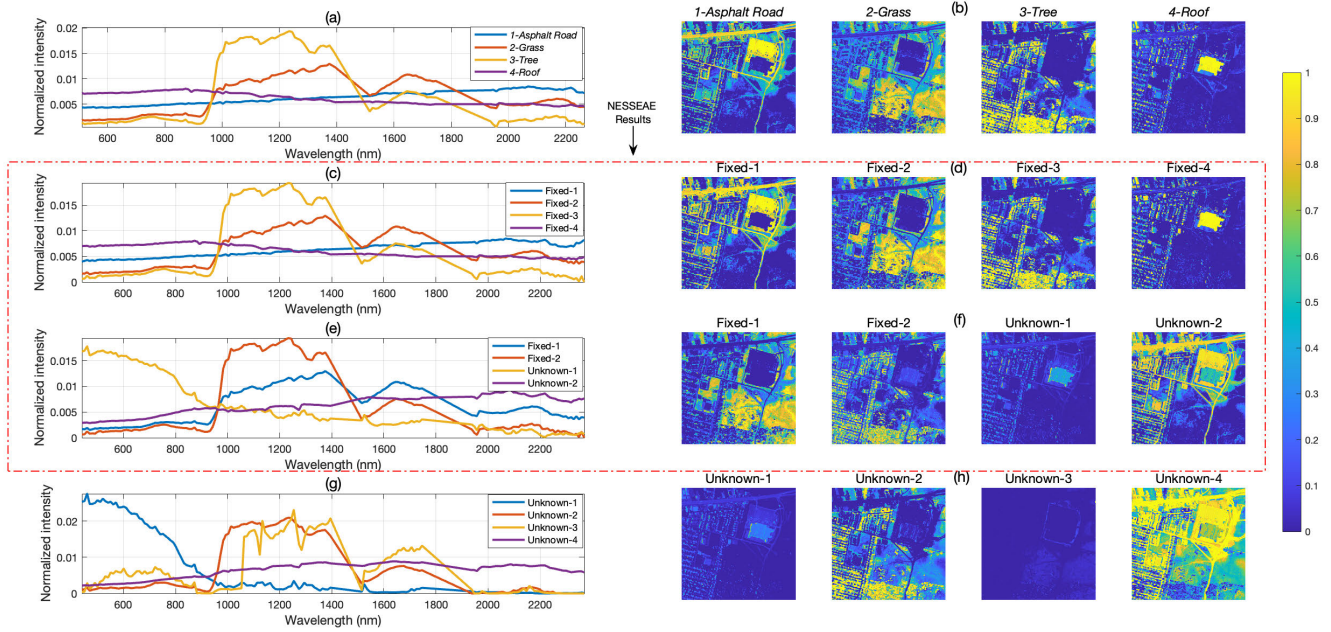 (a)
0.02
0.015
0.01
0.005
Normalized intensity
1-Asphalt Road
2-Grass
3-Tree
4-Roof
600 800 1000 1200 1400 1600 1800 2000 2200
Wavelength (nm)
(b)
1-Asphalt Road 2-Grass 3-Tree 4-Roof
NESSEAE
Results
(c)
0.015
0.01
0.005
0
Normalized intensity
Fixed-1
Fixed-2
Fixed-3
Fixed-4
600 800 1000 1200 1400 1600 1800 2000 2200
Wavelength (nm)
(d)
Fixed-1 Fixed-2 Fixed-3 Fixed-4
(e)
0.015
0.01
0.005
0
Normalized intensity
Fixed-1
Fixed-2
Unknown-1
Unknown-2
600 800 1000 1200 1400 1600 1800 2000 2200
Wavelength (nm)
(f)
Fixed-1 Fixed-2 Unknown-1 Unknown-2
(g)
0.02
0.01
0
Normalized intensity
Unknown-1
Unknown-2
Unknown-3
Unknown-4
600 800 1000 1200 1400 1600 1800 2000 2200
Wavelength (nm)
(h)
Unknown-1 Unknown-2 Unknown-3 Unknown-4
1
0.9
0.8
0.7
0.6
0.5
0.4
0.3
0.2
0.1
0